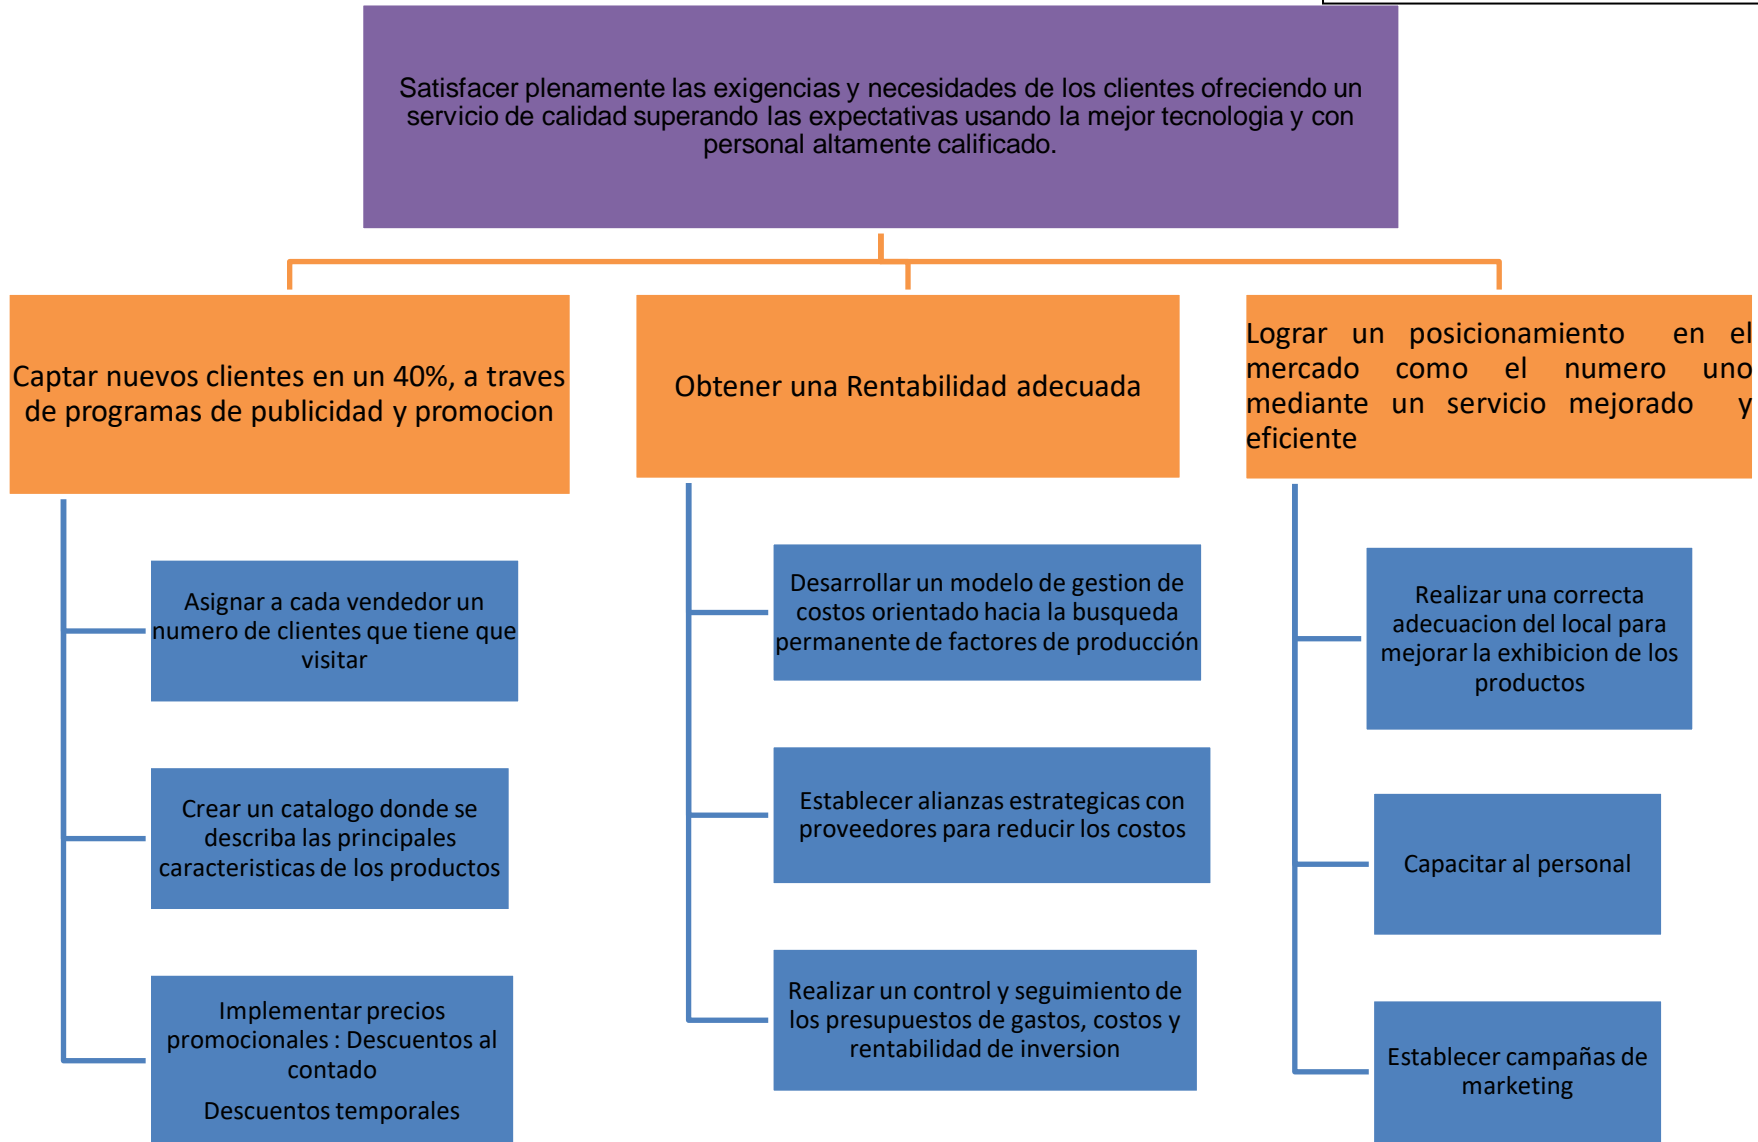 Satisfacer plenamente las exigencias y necesidades de los clientes ofreciendo un
servicio de calidad superando las expectativas usando la mejor tecnologia y con
personal altamente calificado.
Captar nuevos clientes en un 40%, a traves
de programas de publicidad y promocion
Asignar a cada vendedor un
numero de clientes que tiene que
visitar
Crear un catalogo donde se
describa las principales
caracteristicas de los productos
Implementar precios
promocionales : Descuentos al
contado
Descuentos temporales
Obtener una Rentabilidad adecuada
Desarrollar un modelo de gestion de
costos orientado hacia la busqueda
permanente de factores de producción
Establecer alianzas estrategicas con
proveedores para reducir los costos
Realizar un control y seguimiento de
los presupuestos de gastos, costos y
rentabilidad de inversion
Lograr un posicionamiento en el
mercado como el numero uno
mediante un servicio mejorado y
eficiente
Realizar una correcta
adecuacion del local para
mejorar la exhibicion de los
productos
Capacitar al personal
Establecer campañas de
marketing